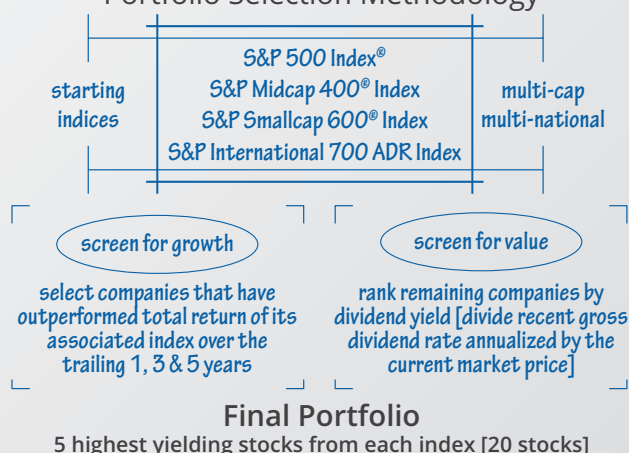 Portfolio Selection Methodology
starting
indices
S&P 500 Index®
S&P Midcap 400® Index
S&P Smallcap 600® Index
S&P International 700 ADR Index
multi-cap
multi-national
screen for growth
select companies that have
outperformed total return of its
associated index over the
trailing 1, 3 & 5 years
screen for value
rank remaining companies by
dividend yield [divide recent gross
dividend rate annualized by the
current market price]
Final Portfolio
5 highest yielding stocks from each index [20 stocks]